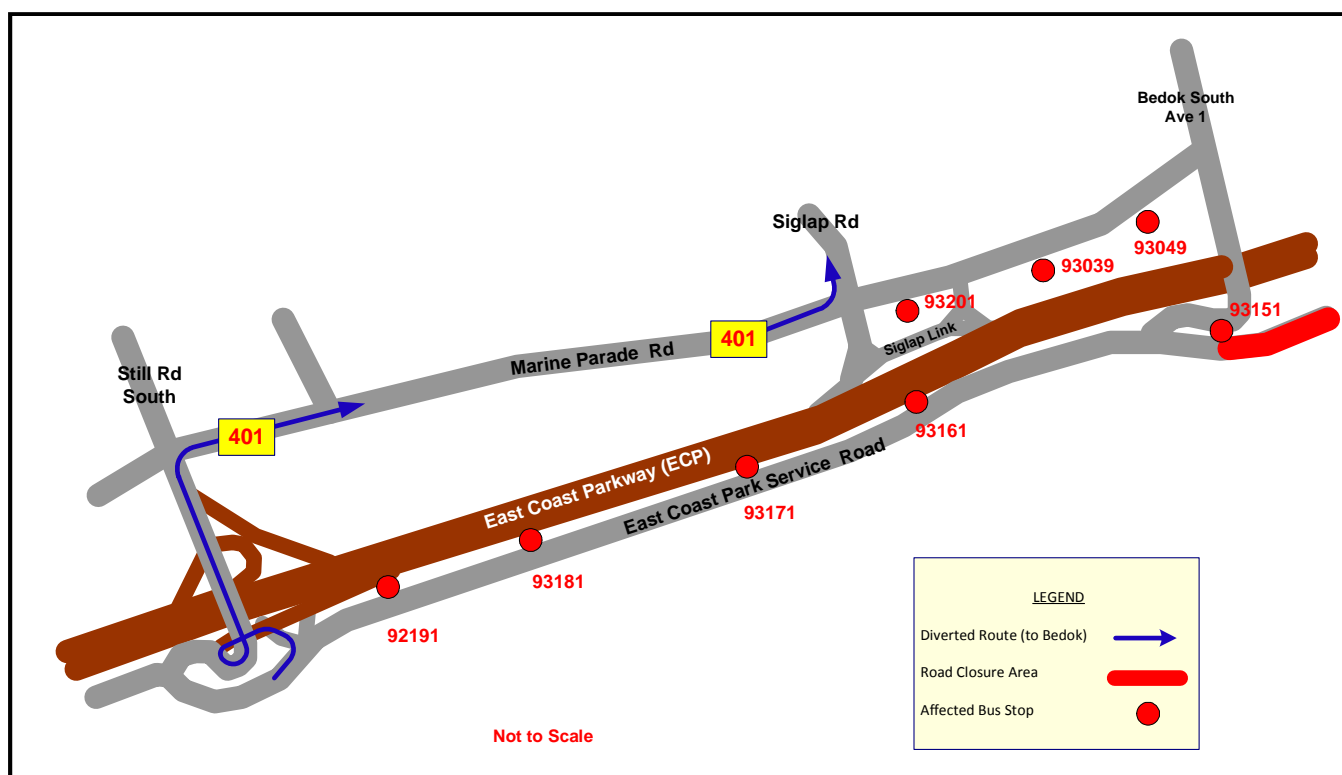 Bedok South
Ave 1
Siglap Rd
93049
93039
93201
93151
Siglap Link
401
Marine Parade Rd
Still Rd
South
401
93161
East Coast Parkway (ECP)
East Coast Park Service Road
93171
93181
92191
LEGEND
Diverted Route (to Bedok)
Road Closure Area
Affected Bus Stop
Not to Scale